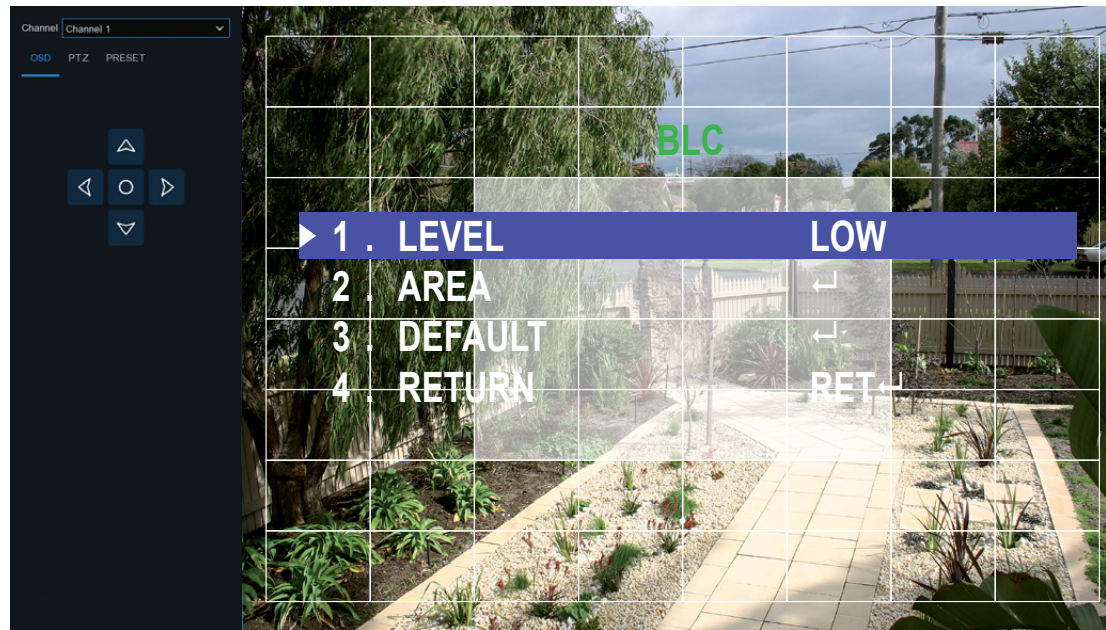 Channel Channel 1
OSD PTZ PRESET
BLC
1 . LEVEL LOW
2 . AREA ↵
3 . DEFAULT ↵
4 . RETURN RET↵